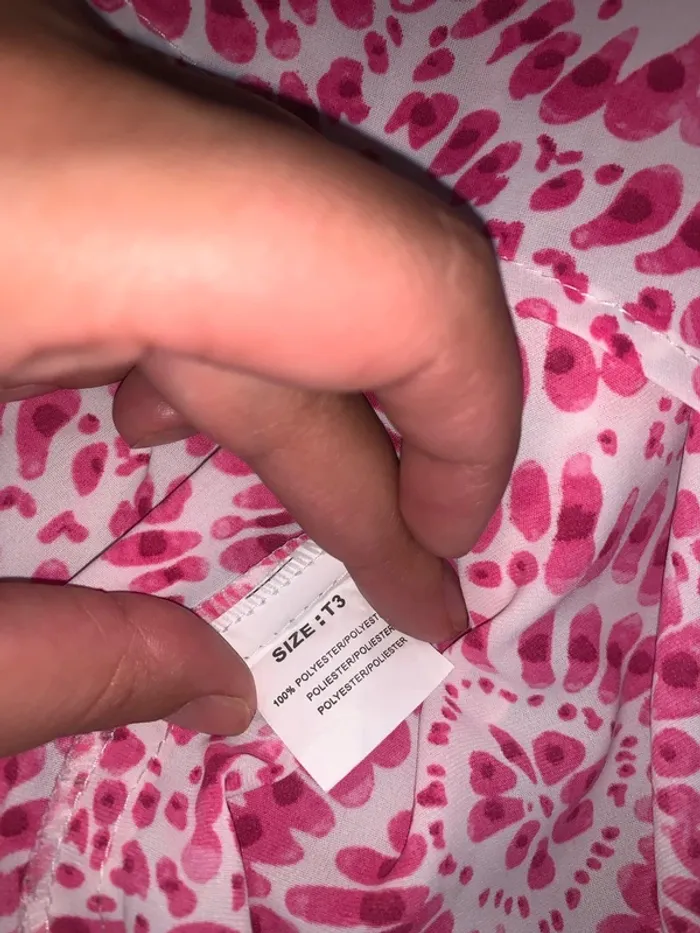 SIZE : T3
100% POLYESTER/POLYEST
POLIESTER/POLIESTER
POLYESTER/POLIESTER